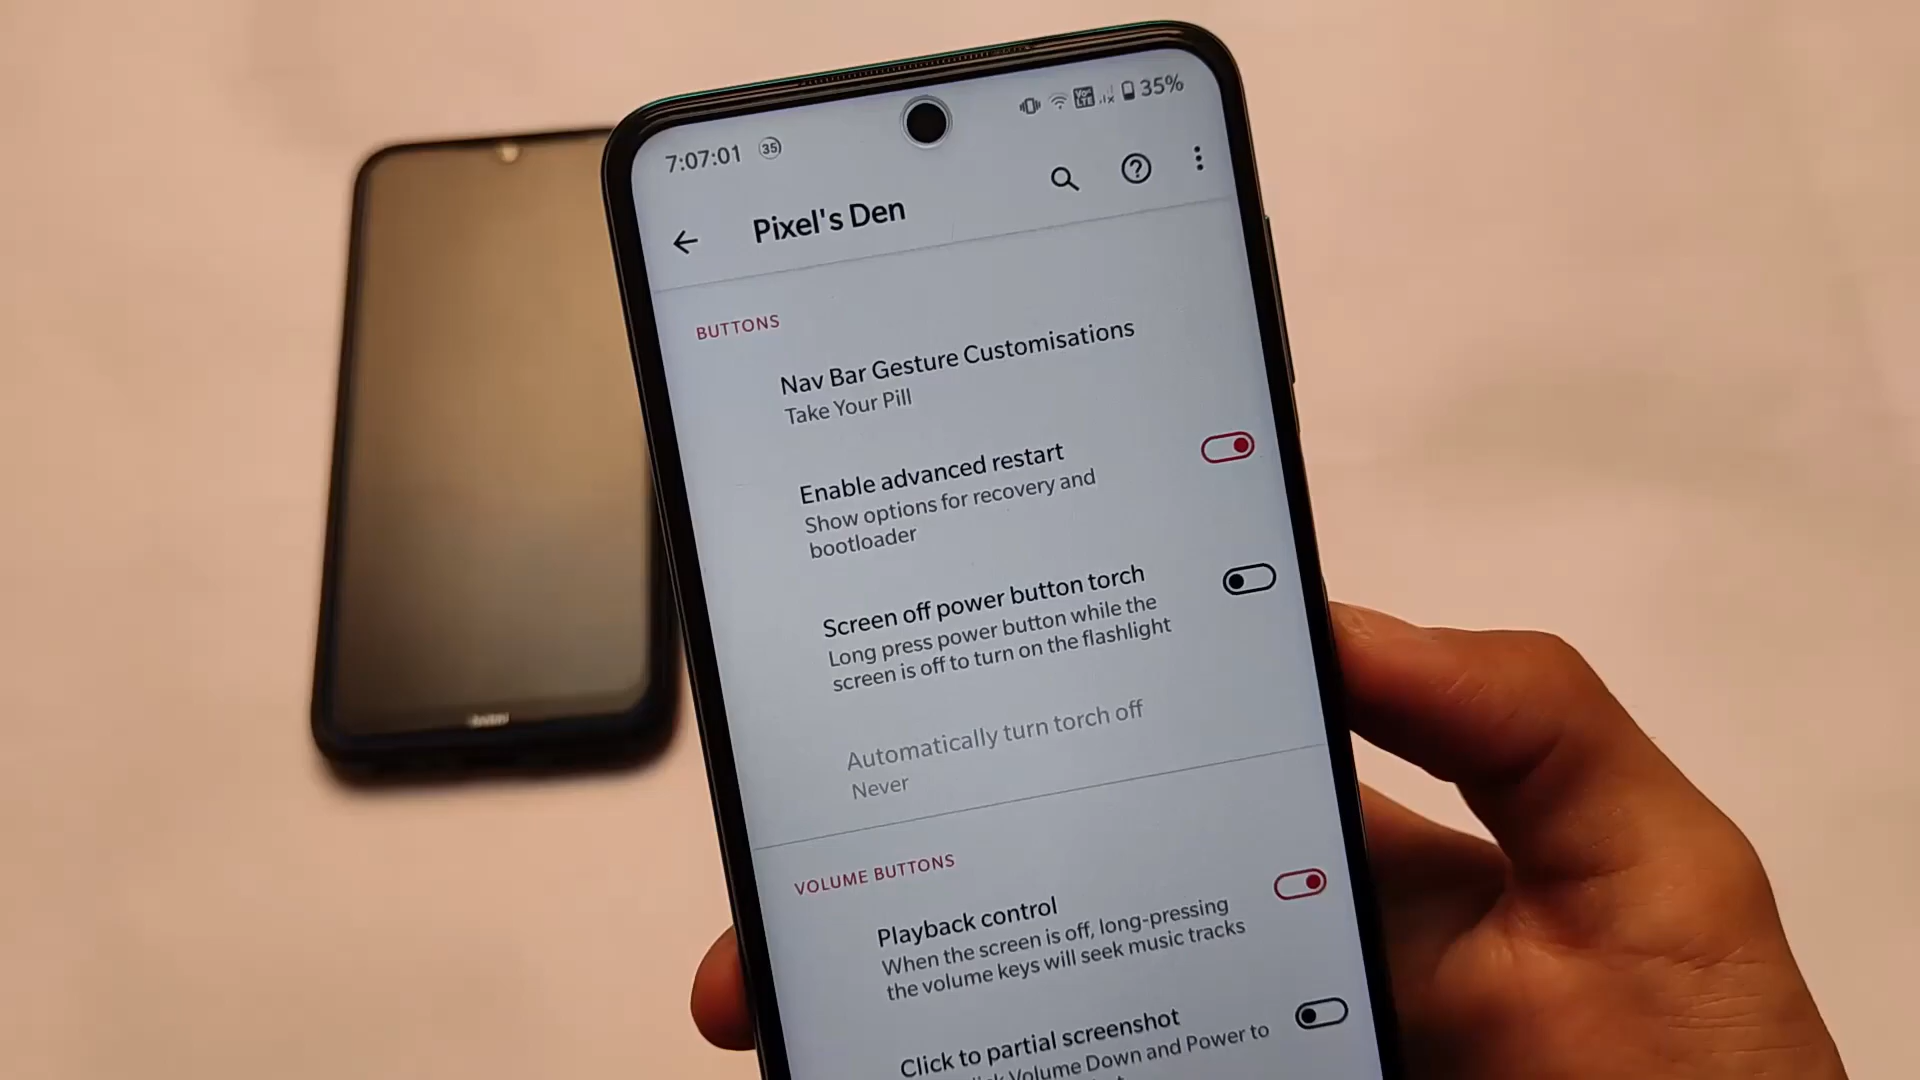 7:07:01 35 Vo LTE 35%
Pixel's Den
BUTTONS
Nav Bar Gesture Customisations
Take Your Pill
Enable advanced restart
Show options for recovery and
bootloader
Screen off power button torch
Long press power button while the
screen is off to turn on the flashlight
Automatically turn torch off
Never
VOLUME BUTTONS
Playback control
When the screen is off, long-pressing
the volume keys will seek music tracks
Click to partial screenshot
Volume Down and Power to